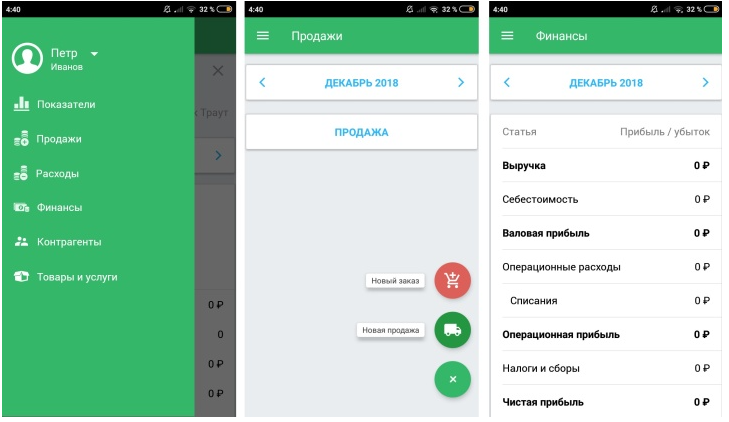 4:40
32 %
Петр
Иванов
Показатели
к Траут
Продажи
Расходы
Финансы
Контрагенты
Товары и услуги
0 ₽
0
0 ₽
0 ₽
4:40
32 %
Продажи
ДЕКАБРЬ 2018
ПРОДАЖА
Новый заказ
Новая продажа
4:40
32 %
Финансы
ДЕКАБРЬ 2018
Статья Прибыль / убыток
Выручка 0 ₽
Себестоимость 0 ₽
Валовая прибыль 0 ₽
Операционные расходы 0 ₽
Списания 0 ₽
Операционная прибыль 0 ₽
Налоги и сборы 0 ₽
Чистая прибыль 0 ₽